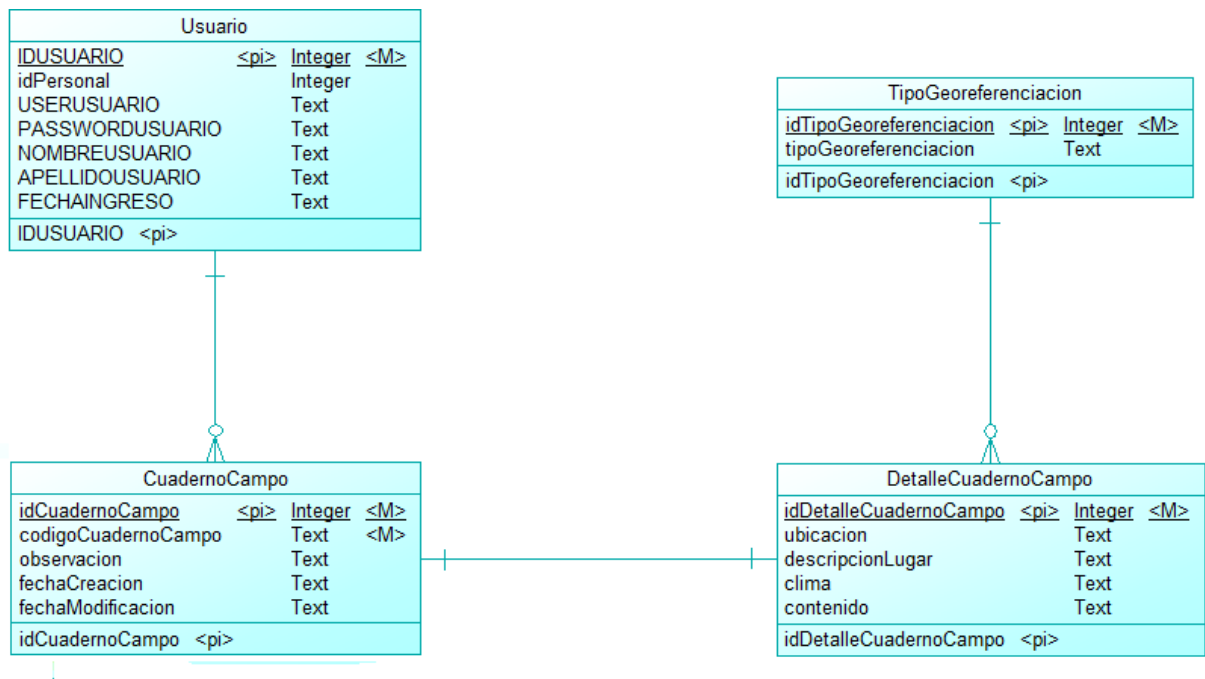 Usuario
IDUSUARIO <pi> Integer <M>
idPersonal Integer
USERUSUARIO Text
PASSWORDUSUARIO Text
NOMBREUSUARIO Text
APELLIDOUSUARIO Text
FECHAINGRESO Text
IDUSUARIO <pi>
TipoGeoreferenciacion
idTipoGeoreferenciacion <pi> Integer <M>
tipoGeoreferenciacion Text
idTipoGeoreferenciacion <pi>
CuadernoCampo
idCuadernoCampo <pi> Integer <M>
codigoCuadernoCampo Text <M>
observacion Text
fechaCreacion Text
fechaModificacion Text
idCuadernoCampo <pi>
DetalleCuadernoCampo
idDetalleCuadernoCampo <pi> Integer <M>
ubicacion Text
descripcionLugar Text
clima Text
contenido Text
idDetalleCuadernoCampo <pi>